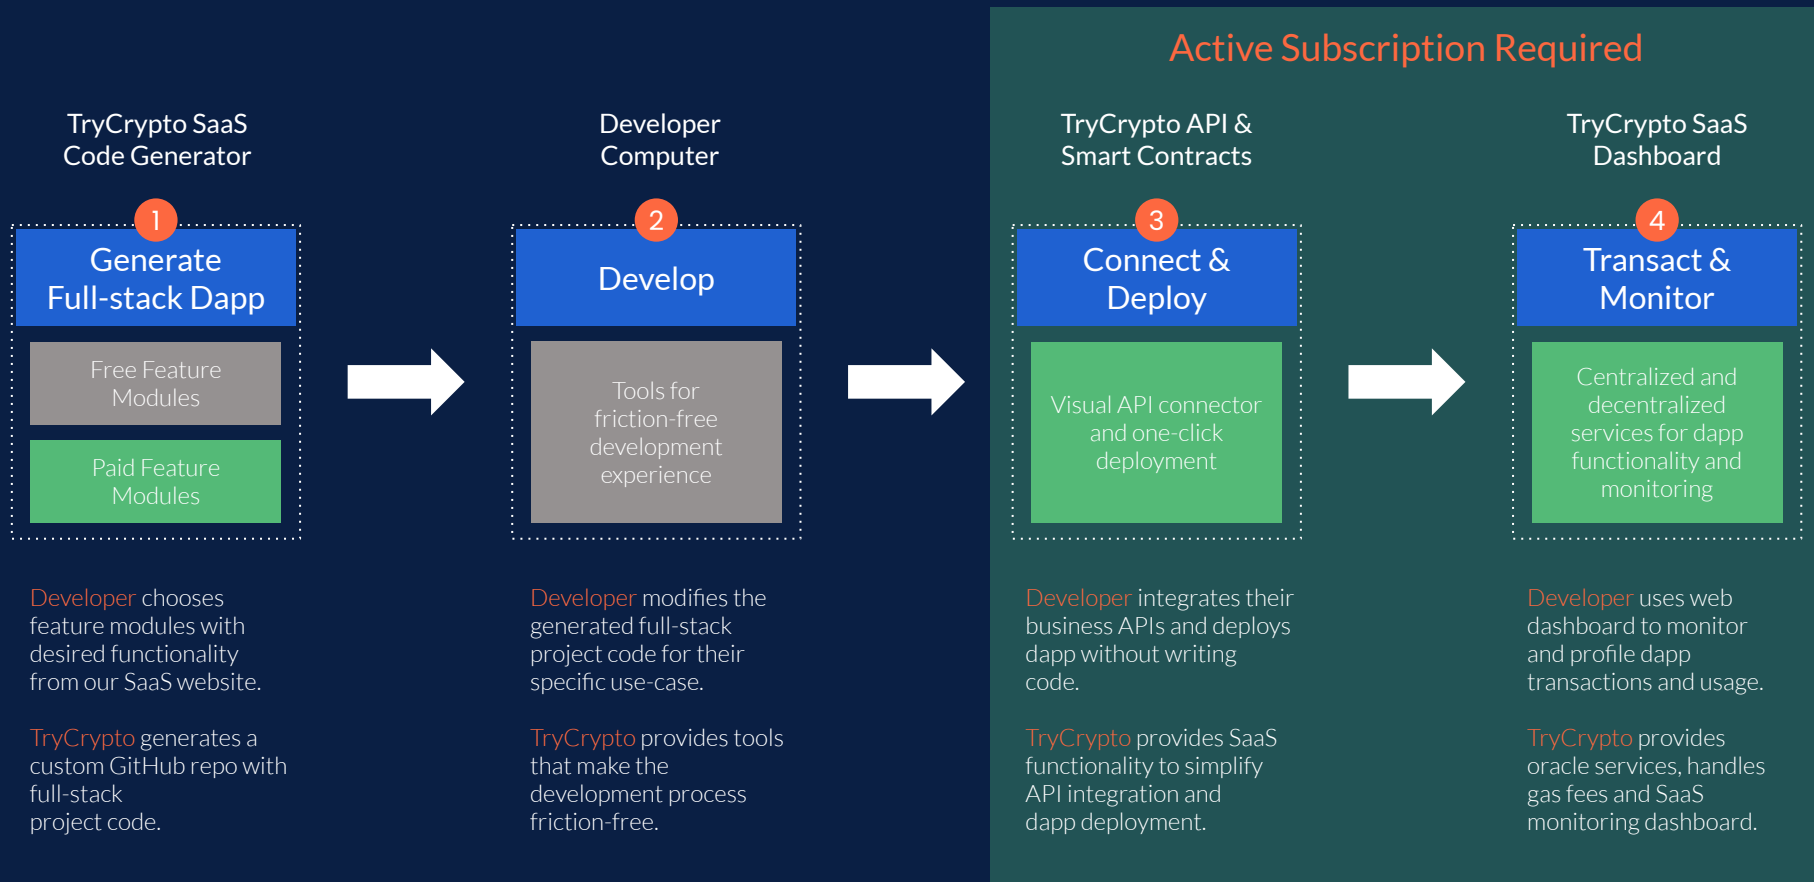 Active Subscription Required
TryCrypto SaaS
Code Generator
1
Generate
Full-stack Dapp
Free Feature
Modules
Paid Feature
Modules
Developer chooses
feature modules with
desired functionality
from our SaaS website.
TryCrypto generates a
custom GitHub repo with
full-stack
project code.
Developer
Computer
2
Develop
Tools for
friction-free
development
experience
Developer modifies the
generated full-stack
project code for their
specific use-case.
TryCrypto provides tools
that make the
development process
friction-free.
TryCrypto API &
Smart Contracts
3
Connect &
Deploy
Visual API connector
and one-click
deployment
Developer integrates their
business APIs and deploys
dapp without writing
code.
TryCrypto provides SaaS
functionality to simplify
API integration and
dapp deployment.
TryCrypto SaaS
Dashboard
4
Transact &
Monitor
Centralized and
decentralized
services for dapp
functionality and
monitoring
Developer uses web
dashboard to monitor
and profile dapp
transactions and usage.
TryCrypto provides
oracle services, handles
gas fees and SaaS
monitoring dashboard.